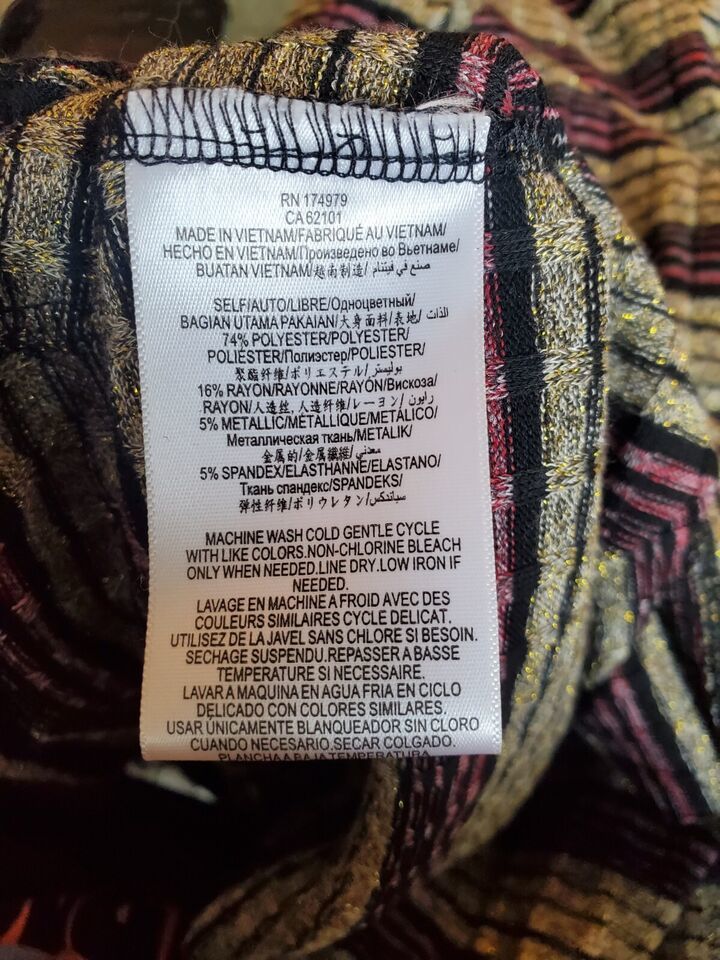 RN 174979
CA 62101
MADE IN VIETNAM/FABRIQUÉ AU VIETNAM/
HECHO EN VIETNAM/Произведено во Вьетнаме/
BUATAN VIETNAM/越南制造/ صنع في فيتنام
SELF/AUTO/LIBRE/Одноцветный/
BAGIAN UTAMA PAKAIAN/大身面料/表地/ الذات
74% POLYESTER/POLYESTER/
POLIÉSTER/Полиэстер/POLIESTER/
聚酯纤维/ポリエステル/بوليستر
16% RAYON/RAYONNE/RAYÓN/Вискоза/
RAYON/人造丝, 人造纤维/レーヨン/ رايون
5% METALLIC/MÉTALLIQUE/METÁLICO/
Металлическая ткань/METALIK/
金属的/金属繊維/ معدني
5% SPANDEX/ELASTHANNE/ELASTANO/
Ткань спандекс/SPANDEKS/
弹性纤维/ポリウレタン/سباندكس
MACHINE WASH COLD GENTLE CYCLE
WITH LIKE COLORS.NON-CHLORINE BLEACH
ONLY WHEN NEEDED.LINE DRY.LOW IRON IF
NEEDED.
LAVAGE EN MACHINE A FROID AVEC DES
COULEURS SIMILAIRES CYCLE DELICAT.
UTILISEZ DE LA JAVEL SANS CHLORE SI BESOIN.
SECHAGE SUSPENDU.REPASSER A BASSE
TEMPERATURE SI NECESSAIRE.
LAVAR A MAQUINA EN AGUA FRIA EN CICLO
DELICADO CON COLORES SIMILARES.
USAR ÚNICAMENTE BLANQUEADOR SIN CLORO
CUANDO NECESARIO.SECAR COLGADO.
PLANCHA A BAJA TEMPERATURA